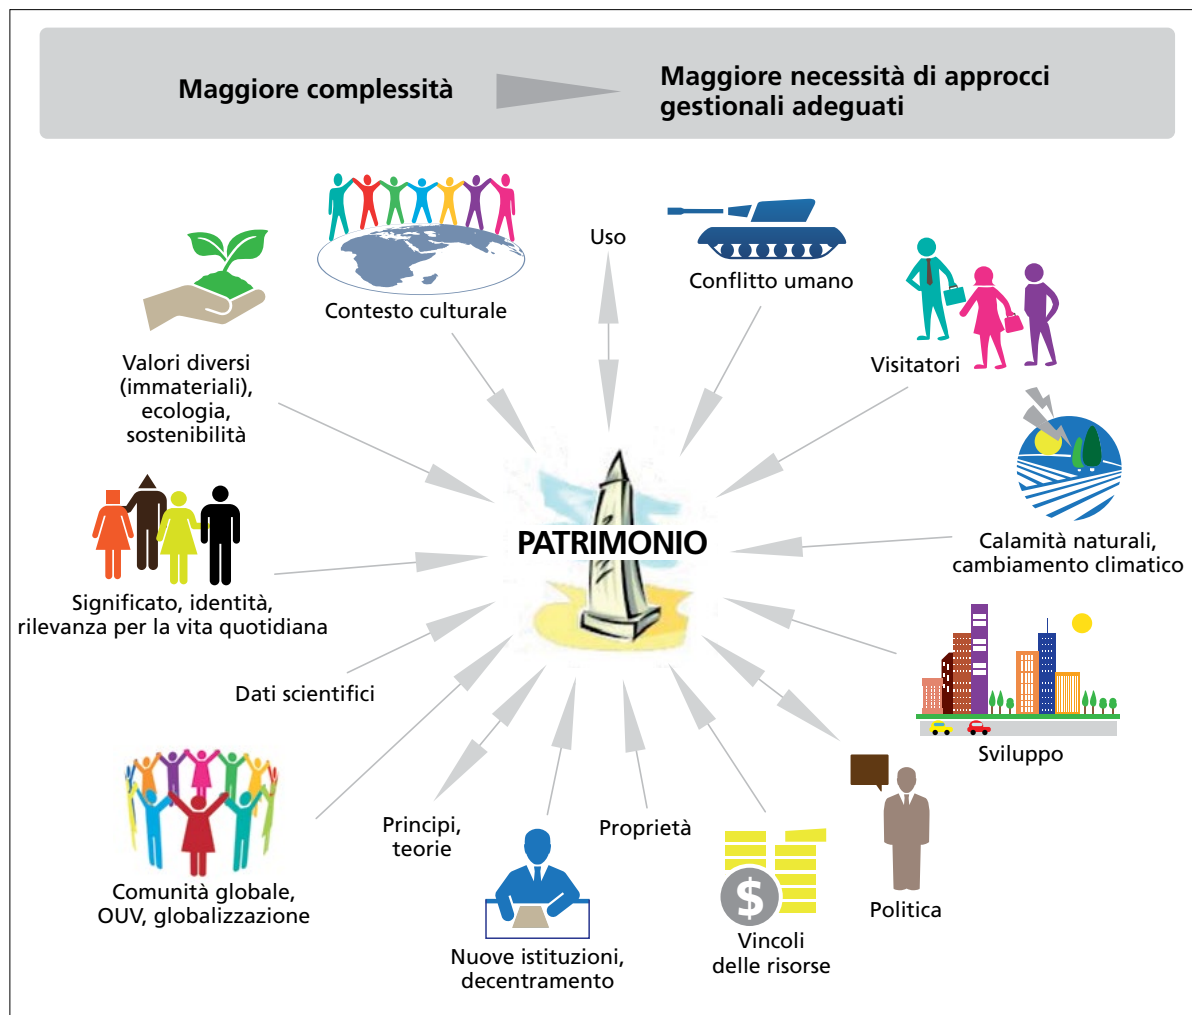 Maggiore complessità
Maggiore necessità di approcci
gestionali adeguati
Uso
Conflitto umano
Contesto culturale
Visitatori
Valori diversi
(immateriali),
ecologia,
sostenibilità
PATRIMONIO
Calamità naturali,
cambiamento climatico
Significato, identità,
rilevanza per la vita quotidiana
Dati scientifici
Sviluppo
Principi,
teorie
Proprietà
$
Comunità globale,
OUV, globalizzazione
Politica
Nuove istituzioni,
decentramento
Vincoli
delle risorse